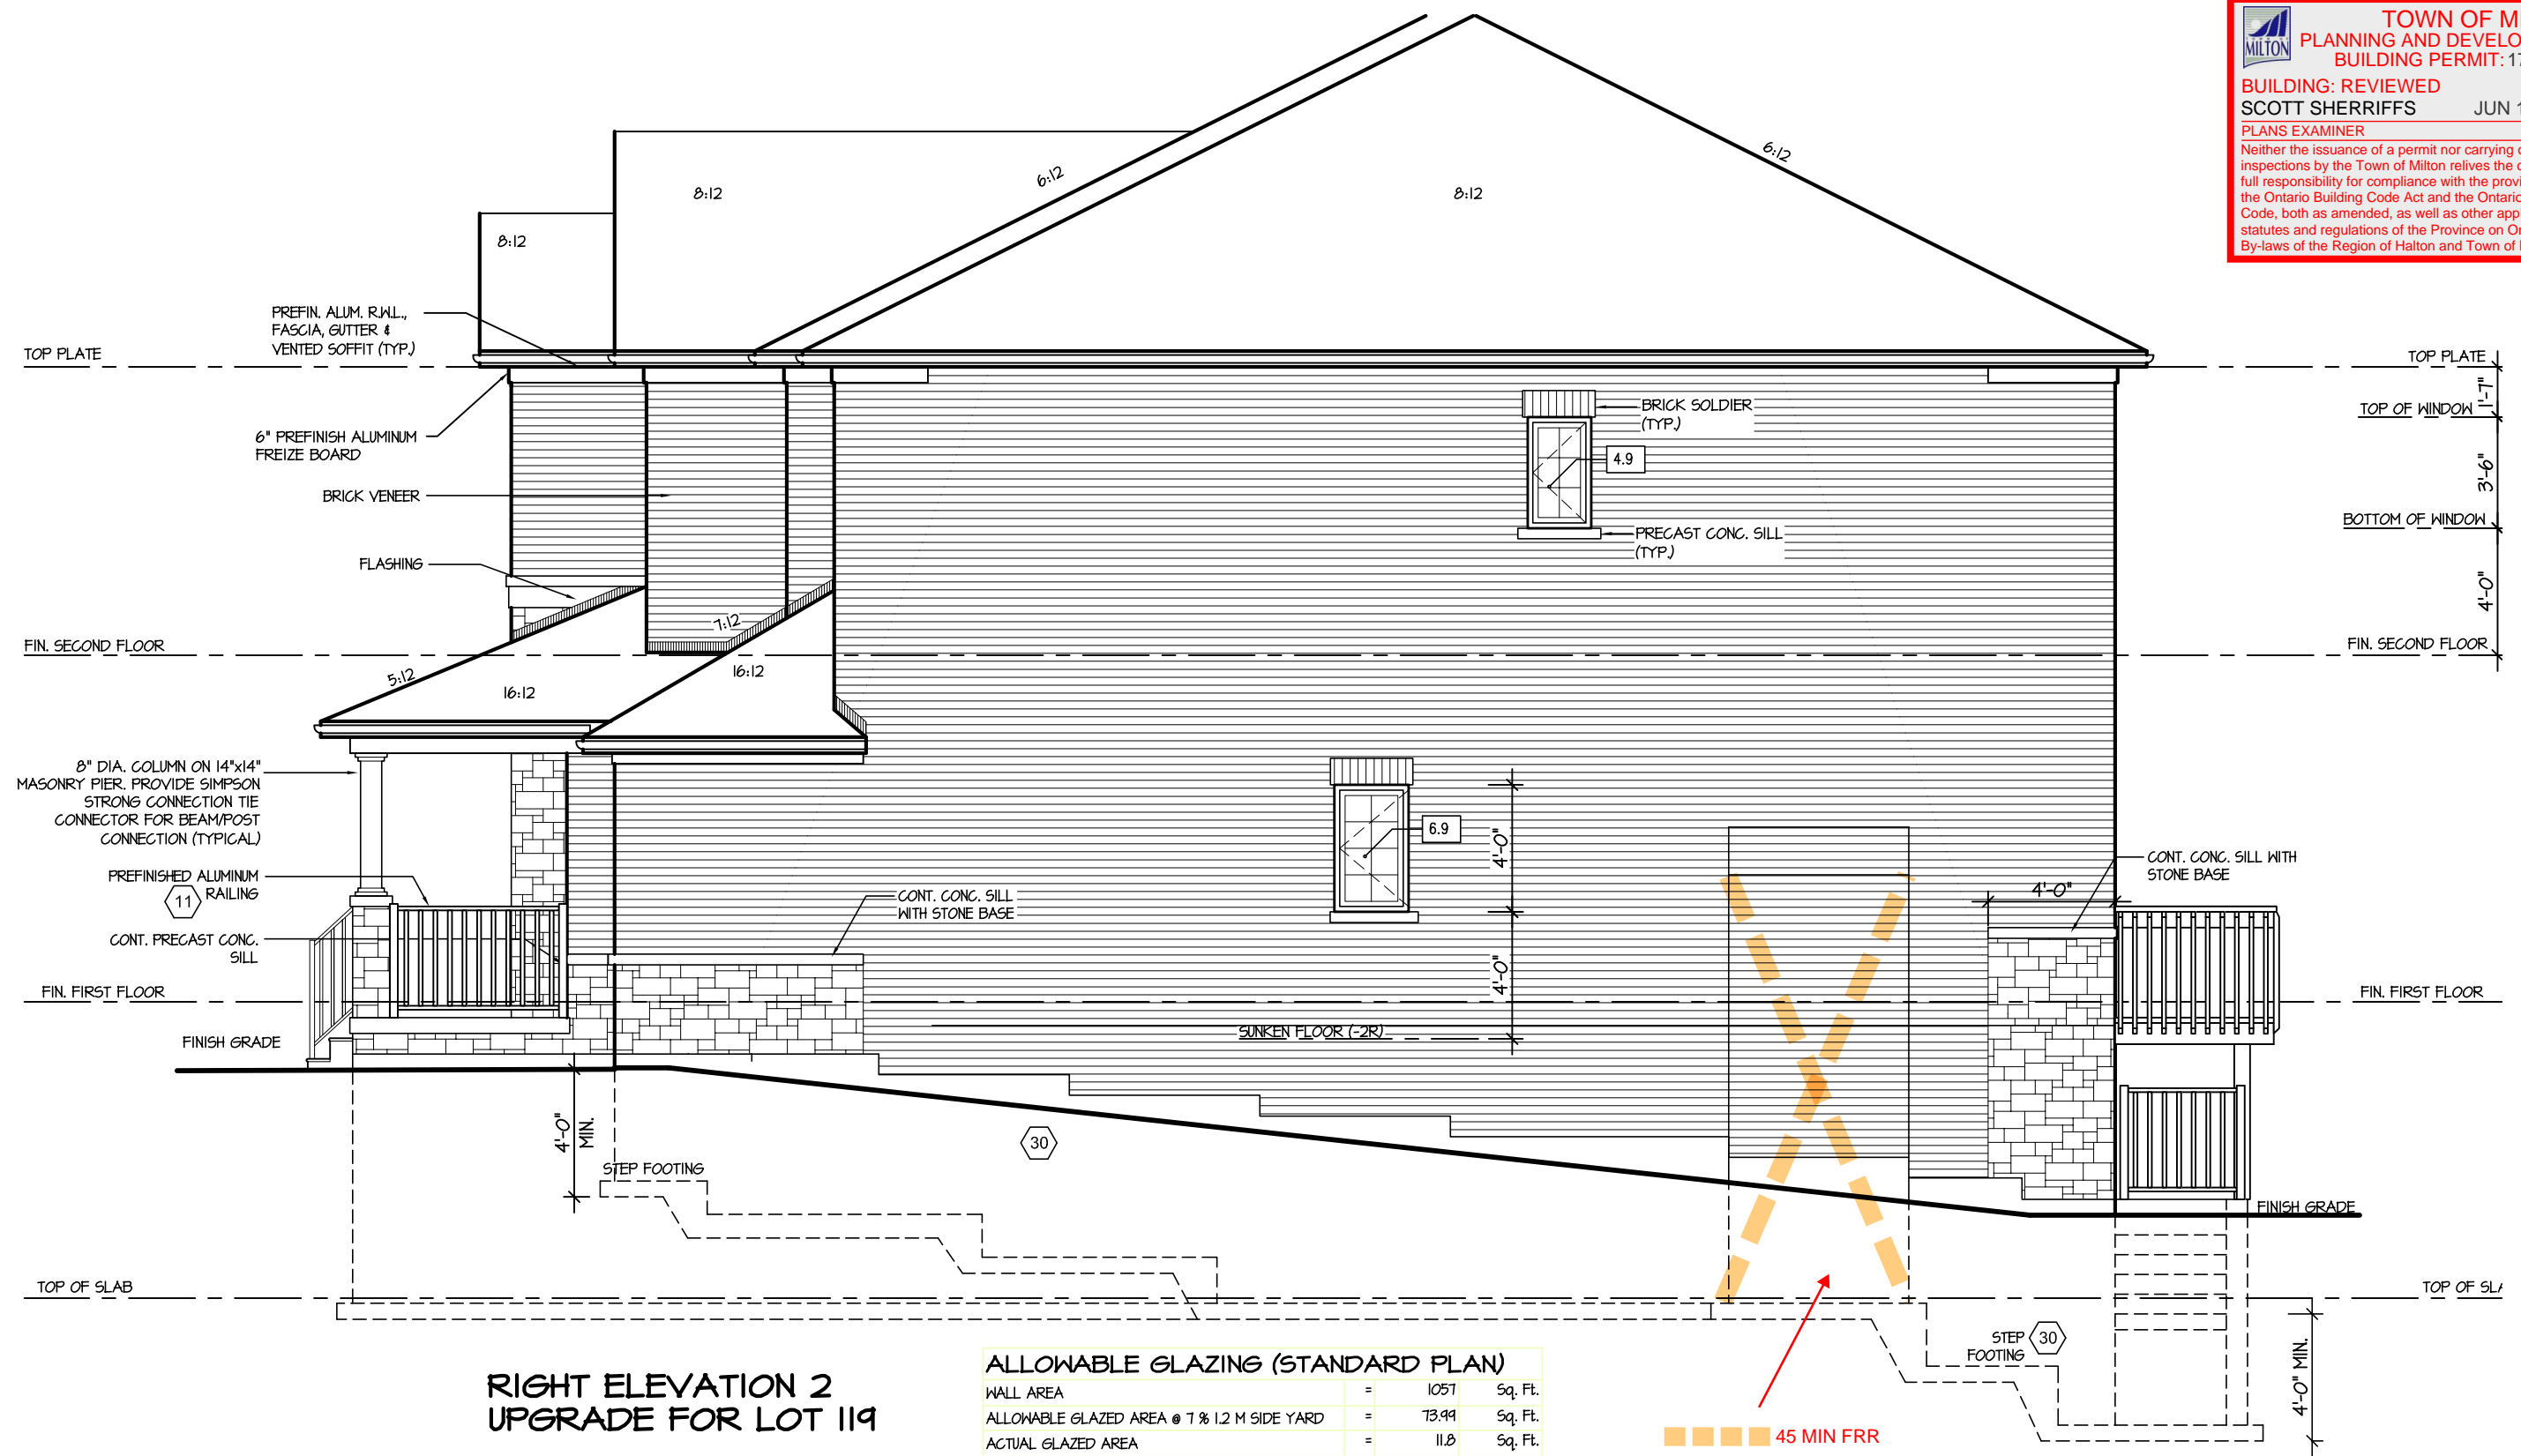 TOWN OF
PLANNING AND
BUILDING PERMIT:
BUILDING: REVIEWED
SCOTT SHERRIFFS JUN
PLANS EXAMINER
Neither the issuance of a permit nor carrying
inspections by the Town of Milton relives the
full responsibility for compliance with the
the Ontario Building Code Act and the
Code, both as amended, as well as other
statutes and regulations of the Province on
By-laws of the Region of Halton and Town of
MILTON
6:12
6:12
8:12
8:12
8:12
PREFIN. ALUM. R.W.L.,
FASCIA, GUTTER &
VENTED SOFFIT (TYP.)
TOP PLATE
TOP PLATE
1'-7"
TOP OF WINDOW
BRICK SOLDIER
(TYP.)
6" PREFINISH ALUMINUM
FREIZE BOARD
4.9
3'-6"
BRICK VENEER
BOTTOM OF WINDOW
PRECAST CONC. SILL
(TYP.)
FLASHING
4'-0"
7:12
FIN. SECOND FLOOR
FIN. SECOND FLOOR
5:12
16:12
16:12
8" DIA. COLUMN ON 14"x14"
MASONRY PIER. PROVIDE SIMPSON
STRONG CONNECTION TIE
CONNECTOR FOR BEAM/POST
CONNECTION (TYPICAL)
6.9
4'-0"
PREFINISHED ALUMINUM
RAILING
11
CONT. CONC. SILL
WITH STONE BASE
CONT. CONC. SILL WITH
STONE BASE
4'-0"
CONT. PRECAST CONC.
SILL
4'-0"
FIN. FIRST FLOOR
FIN. FIRST FLOOR
SUNKEN FLOOR (-2R)
FINISH GRADE
4'-0"
MIN.
30
STEP FOOTING
FINISH GRADE
TOP OF SLAB
TOP OF
STEP
FOOTING
30
4'-0" MIN.
RIGHT ELEVATION 2
UPGRADE FOR LOT 119
ALLOWABLE GLAZING (STANDARD PLAN)
WALL AREA = 1057 Sq. Ft.
ALLOWABLE GLAZED AREA @ 7 % 1.2 M SIDE YARD = 73.99 Sq. Ft.
ACTUAL GLAZED AREA = 11.8 Sq. Ft.
45 MIN FRR